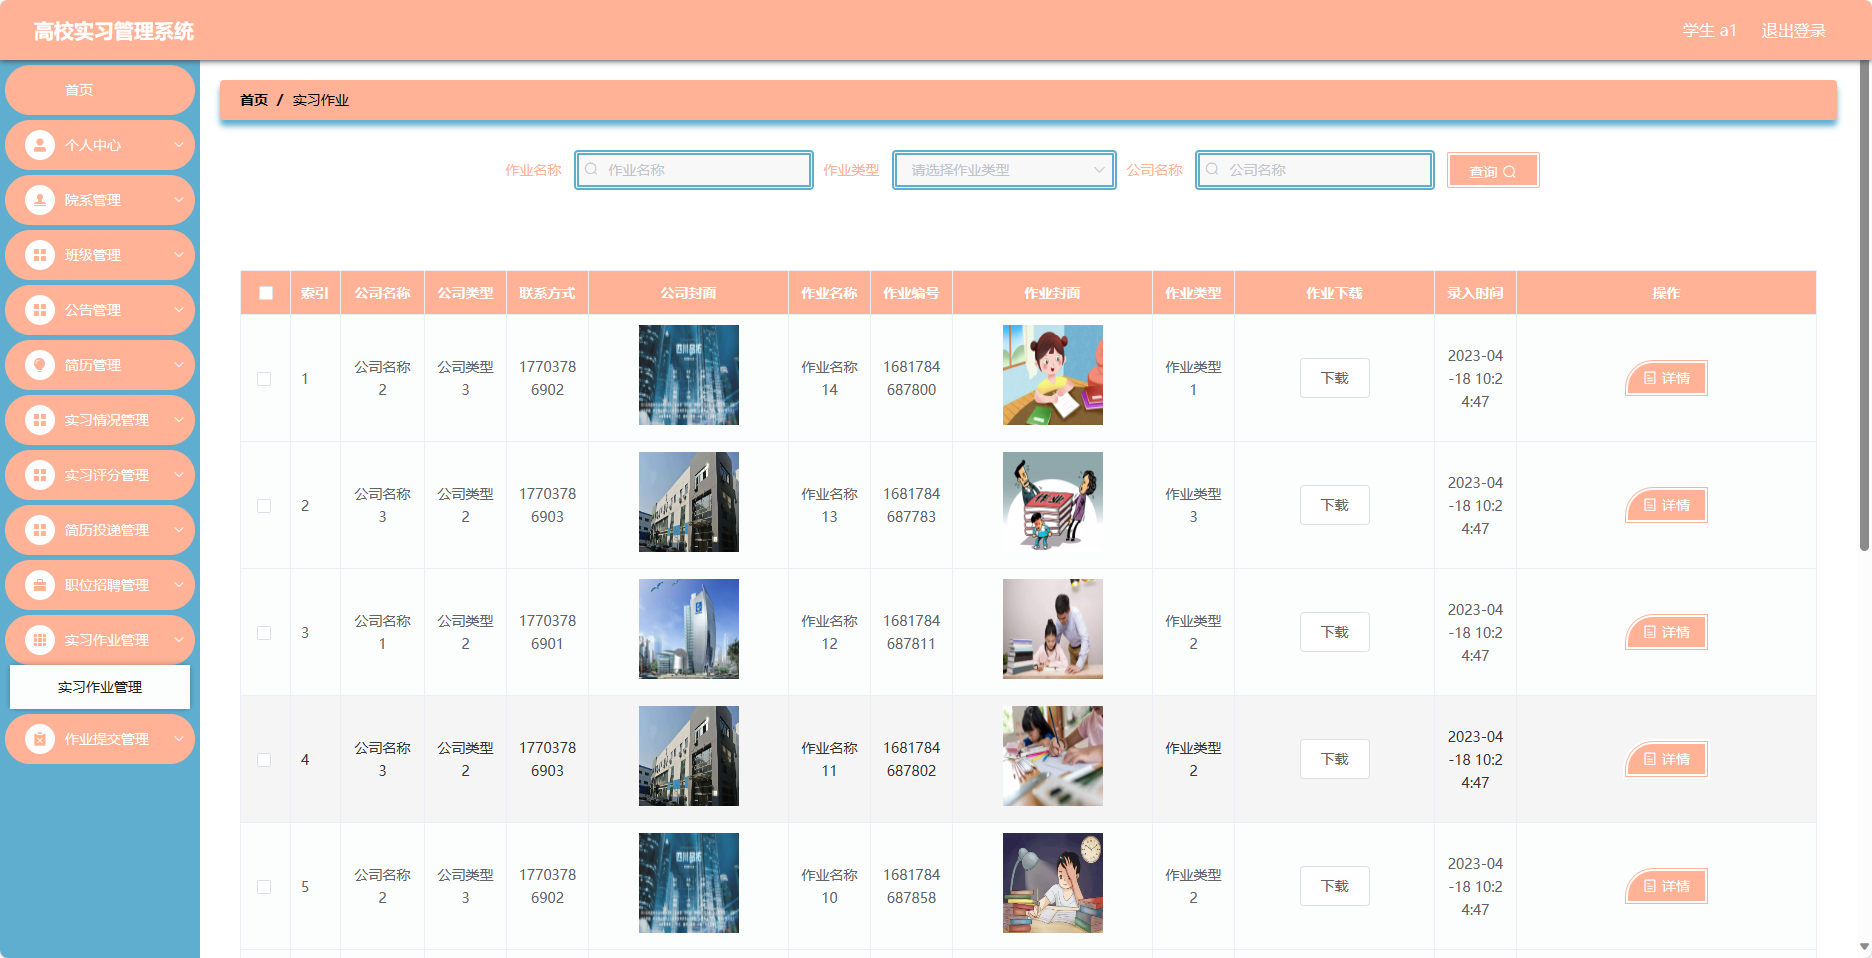 高校实习管理系统
学生 a1
退出登录
首页
个人中心
院系管理
班级管理
公告管理
简历管理
实习情况管理
实习评分管理
简历投递管理
职位招聘管理
实习作业管理
实习作业管理
作业提交管理
首页 / 实习作业
作业名称 作业名称 作业类型 请选择作业类型 公司名称 公司名称 查询
索引 公司名称 公司类型 联系方式 公司封面 作业名称 作业编号 作业封面 作业类型 作业下载 录入时间 操作
1 公司名称2 公司类型3 17703786902 作业名称14 1681784687800 作业类型1 下载 2023-04-18 10:24:47 详情
2 公司名称3 公司类型2 17703786903 作业名称13 1681784687783 作业类型3 下载 2023-04-18 10:24:47 详情
3 公司名称1 公司类型2 17703786901 作业名称12 1681784687811 作业类型2 下载 2023-04-18 10:24:47 详情
4 公司名称3 公司类型2 17703786903 作业名称11 1681784687802 作业类型2 下载 2023-04-18 10:24:47 详情
5 公司名称2 公司类型3 17703786902 作业名称10 1681784687858 作业类型2 下载 2023-04-18 10:24:47 详情